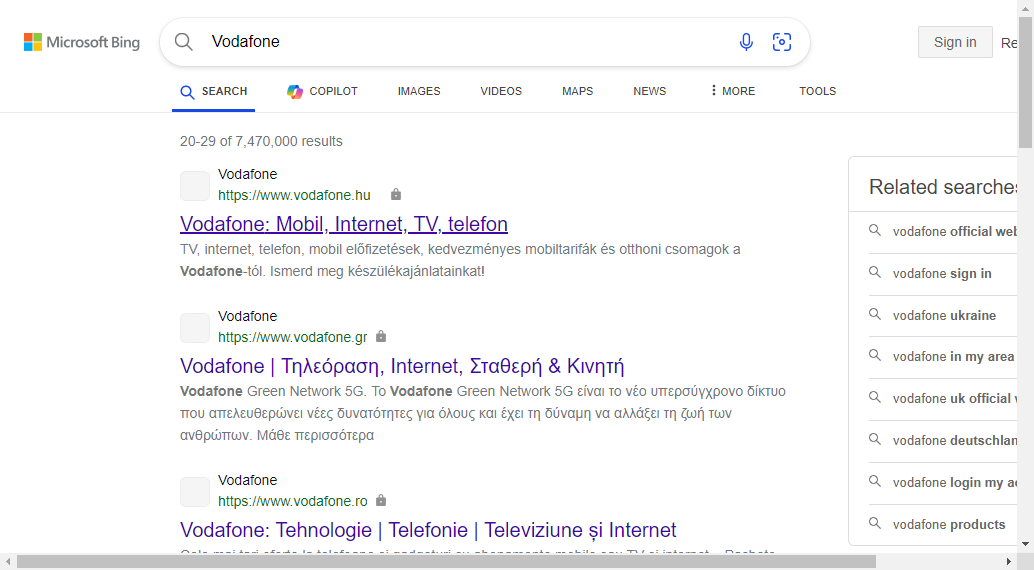 Microsoft Bing
Vodafone
Sign in
Re
SEARCH
COPILOT
IMAGES
VIDEOS
MAPS
NEWS
MORE
TOOLS
20-29 of 7,470,000 results
Vodafone
https://www.vodafone.hu
Vodafone: Mobil, Internet, TV, telefon
TV, internet, telefon, mobil előfizetések, kedvezményes mobiltarifák és otthoni csomagok a
Vodafone-tól. Ismerd meg készülékajánlatainkat!
Vodafone
https://www.vodafone.gr
Vodafone | Τηλεόραση, Internet, Σταθερή & Κινητή
Vodafone Green Network 5G. Το Vodafone Green Network 5G είναι το νέο υπερσύγχρονο δίκτυο
που απελευθερώνει νέες δυνατότητες για όλους και έχει τη δύναμη να αλλάξει τη ζωή των
ανθρώπων. Μάθε περισσότερα
Vodafone
https://www.vodafone.ro
Vodafone: Tehnologie | Telefonie | Televiziune și Internet
Related searches
vodafone official web
vodafone sign in
vodafone ukraine
vodafone in my area
vodafone uk official
vodafone deutschlan
vodafone login my a
vodafone products